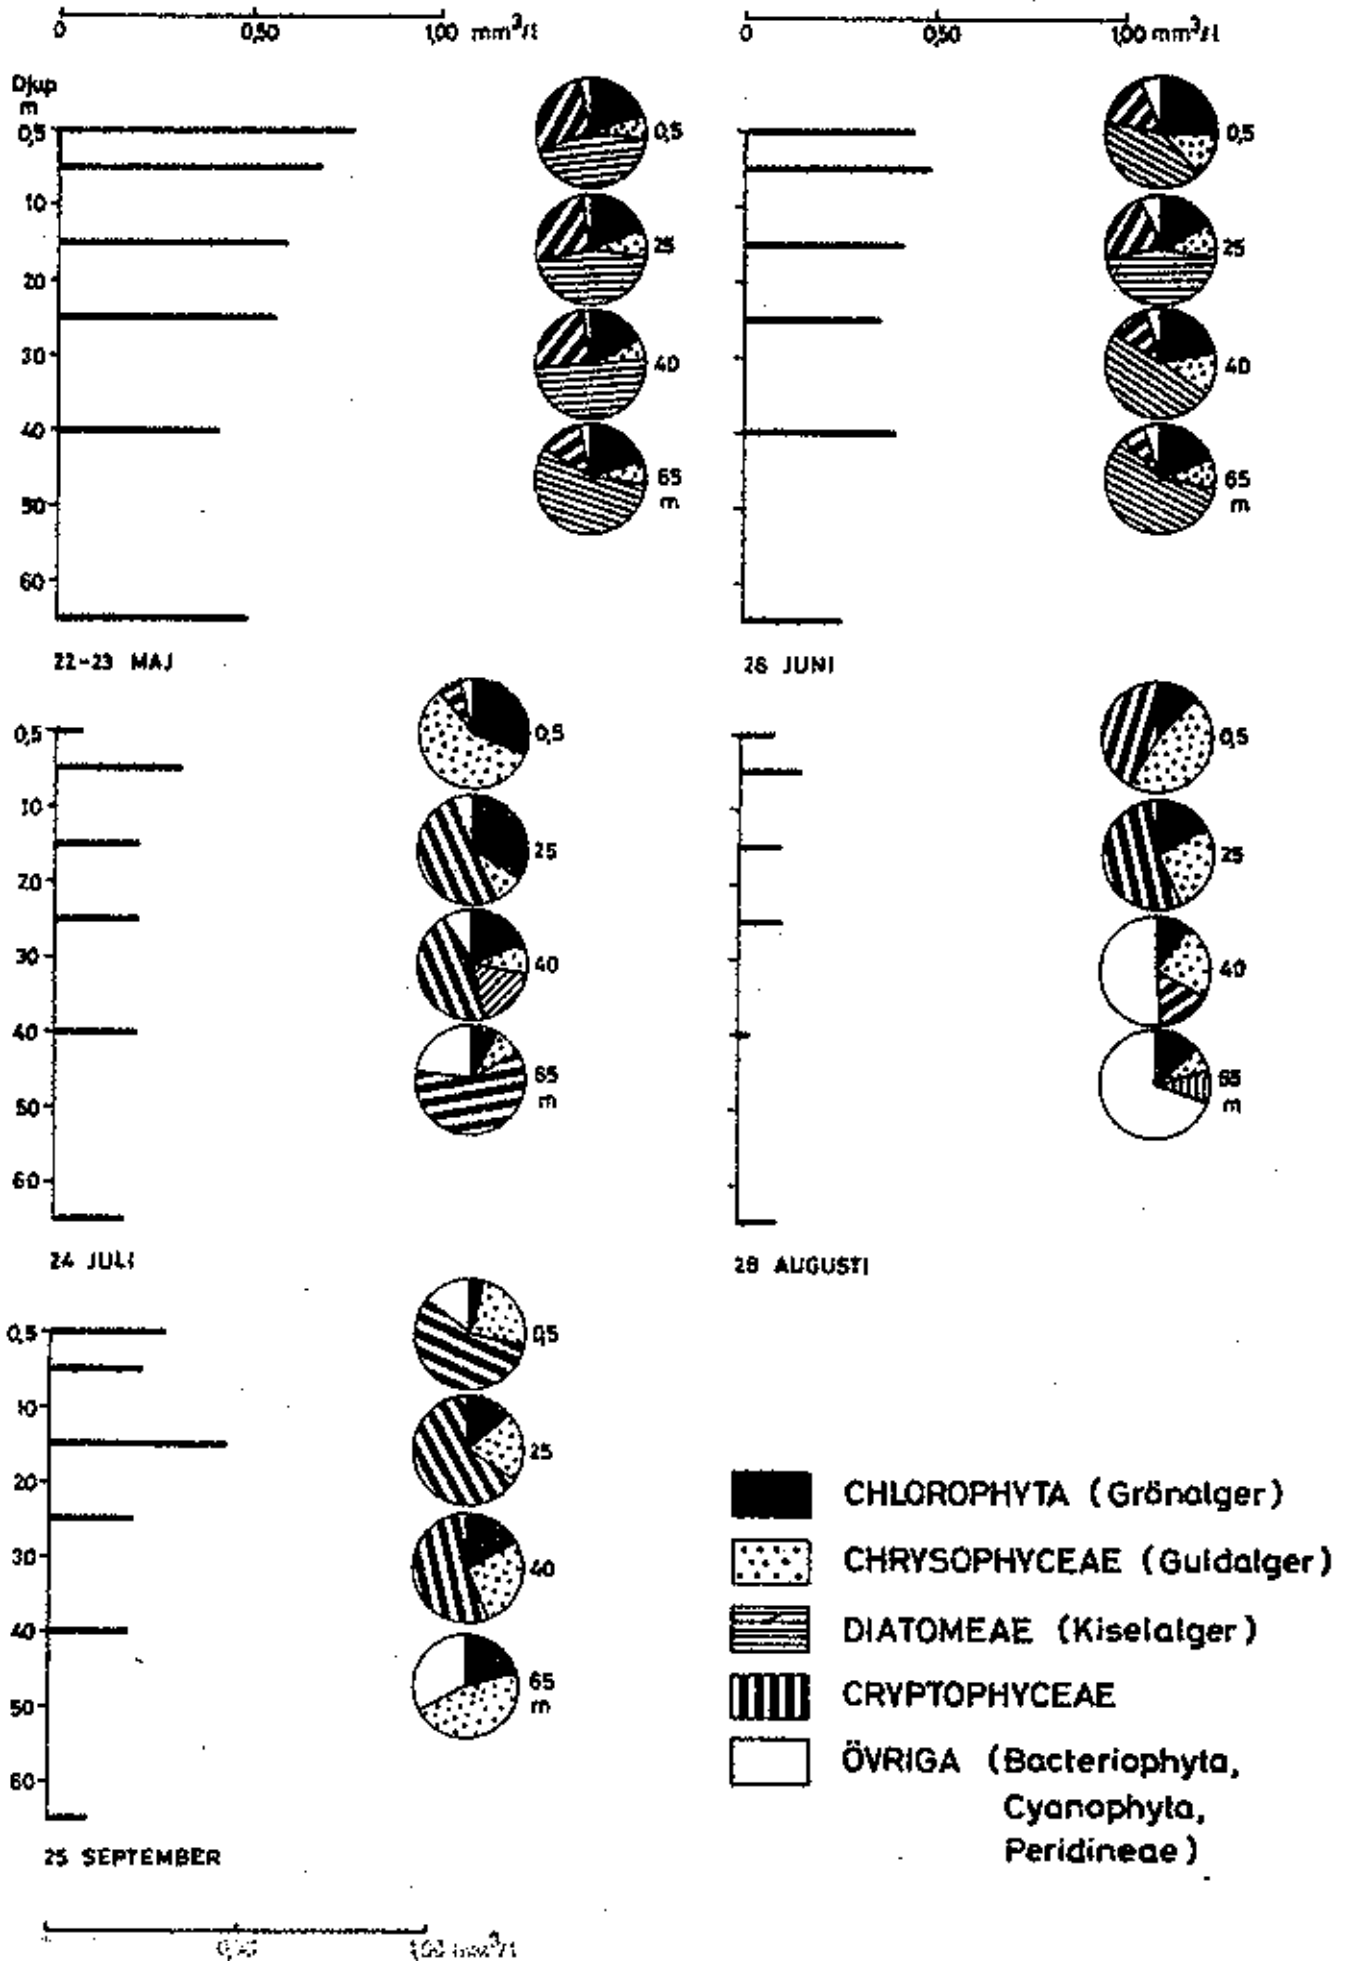 0 0,50 1,00 mm³/l
0 0,50 1,00 mm³/l
Djup
m
0,5
10
20
30
40
50
60
0,5
25
40
65
m
22-23 MAJ
0,5
25
40
65
m
28 JUNI
0,5
10
20
30
40
50
60
0,5
25
40
65
m
24 JULI
0,5
25
40
65
m
28 AUGUSTI
0,5
10
20
30
40
50
60
0,5
25
40
65
m
25 SEPTEMBER
CHLOROPHYTA (Grönalger)
CHRYSOPHYCEAE (Guldalger)
DIATOMEAE (Kiselalger)
CRYPTOPHYCEAE
ÖVRIGA (Bacteriophyta,
Cyanophyta,
Peridineae)
1,00 mm³/l